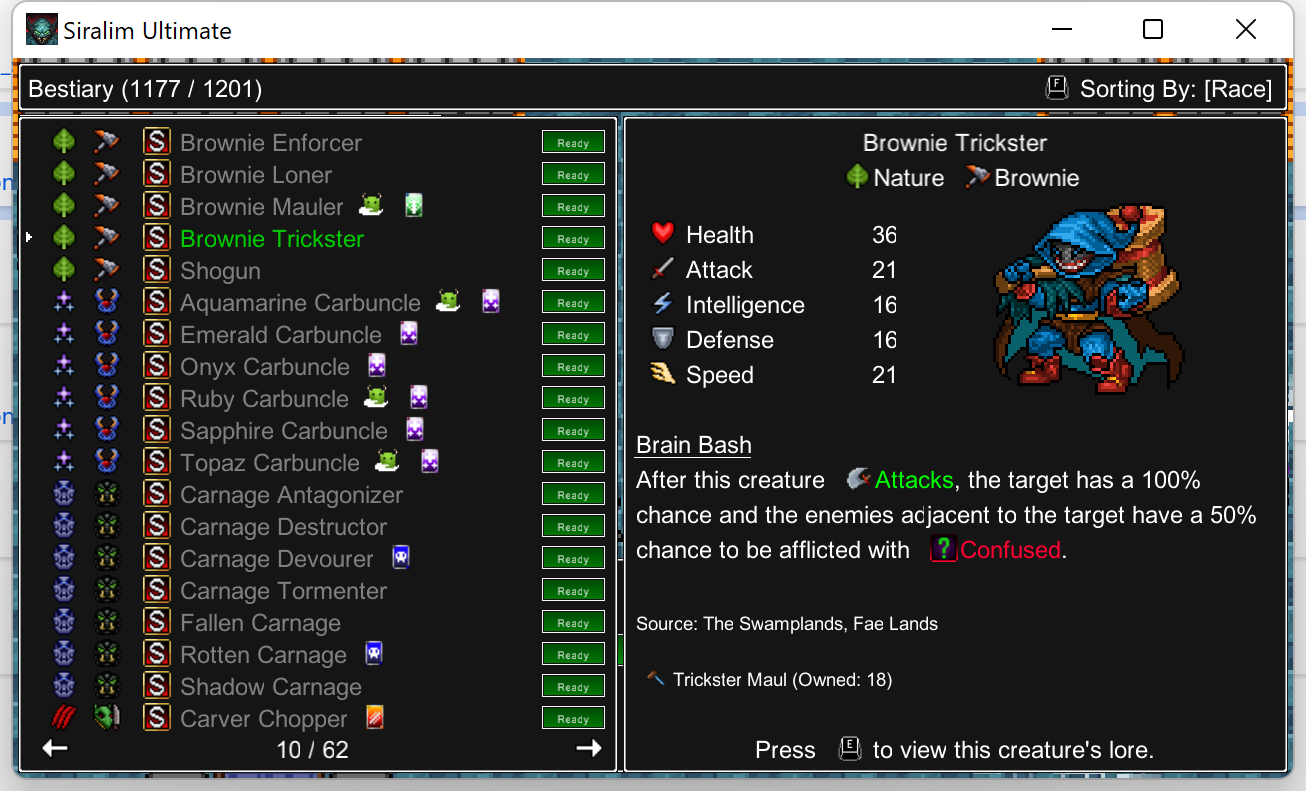 Siralim Ultimate
Bestiary (1177 / 1201)
F Sorting By: [Race]
S Brownie Enforcer Ready
S Brownie Loner Ready
S Brownie Mauler Ready
S Brownie Trickster Ready
S Shogun Ready
S Aquamarine Carbuncle Ready
S Emerald Carbuncle Ready
S Onyx Carbuncle Ready
S Ruby Carbuncle Ready
S Sapphire Carbuncle Ready
S Topaz Carbuncle Ready
S Carnage Antagonizer Ready
S Carnage Destructor Ready
S Carnage Devourer Ready
S Carnage Tormenter Ready
S Fallen Carnage Ready
S Rotten Carnage Ready
S Shadow Carnage Ready
S Carver Chopper Ready
10 / 62
Brownie Trickster
Nature Brownie
Health 36
Attack 21
Intelligence 16
Defense 16
Speed 21
Brain Bash
After this creature Attacks, the target has a 100%
chance and the enemies adjacent to the target have a 50%
chance to be afflicted with ? Confused.
Source: The Swamplands, Fae Lands
Trickster Maul (Owned: 18)
Press E to view this creature's lore.